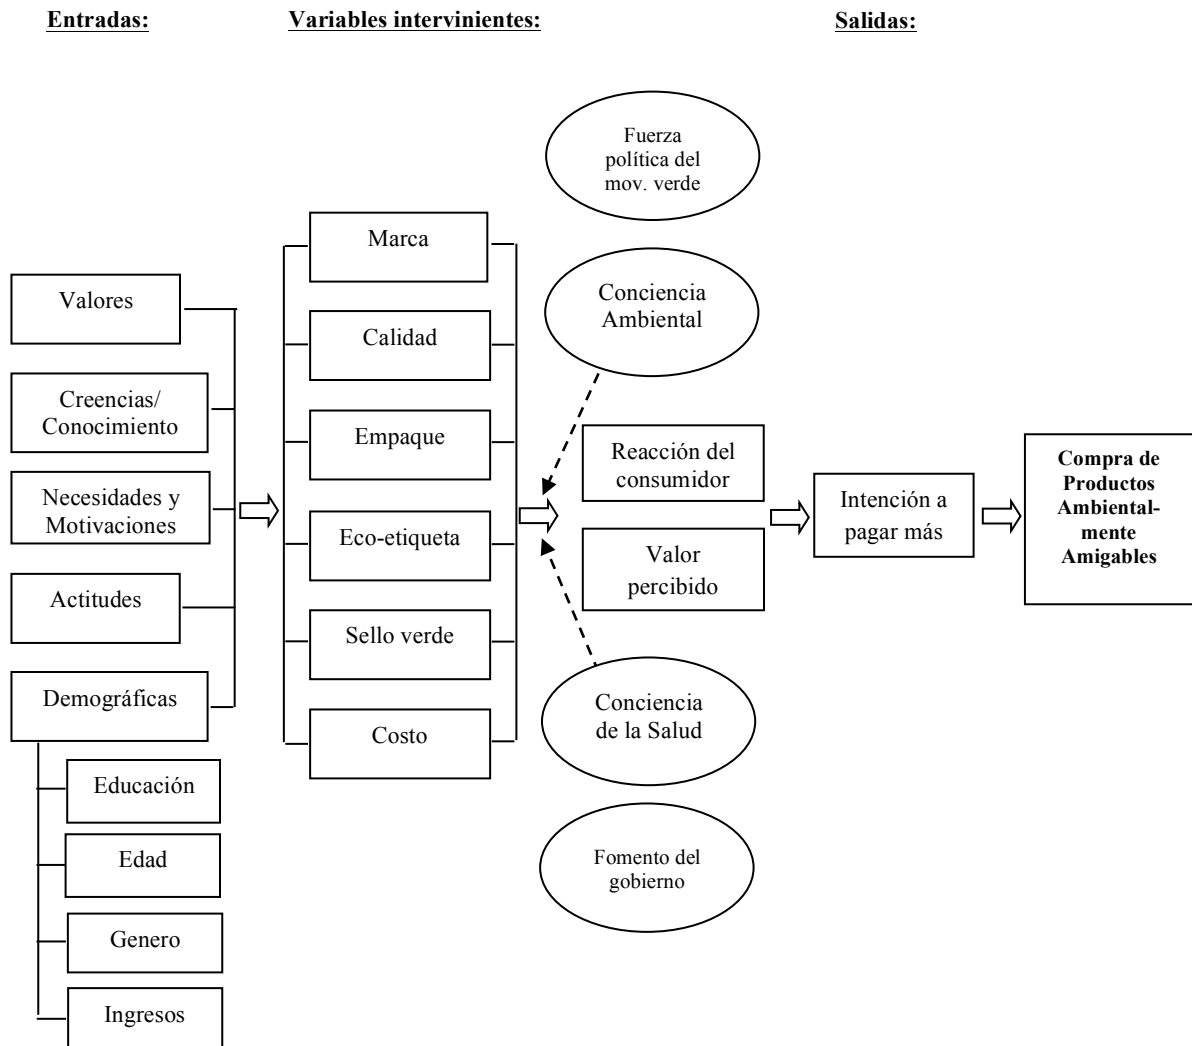 Entradas:
Variables intervinientes:
Salidas:
Valores
Creencias/
Conocimiento
Necesidades y
Motivaciones
Actitudes
Demográficas
Educación
Edad
Genero
Ingresos
Marca
Calidad
Empaque
Eco-etiqueta
Sello verde
Costo
Fuerza
política del
mov. verde
Conciencia
Ambiental
Reacción del
consumidor
Valor
percibido
Conciencia
de la Salud
Fomento del
gobierno
Intención a
pagar más
Compra de
Productos
Ambiental-
mente
Amigables